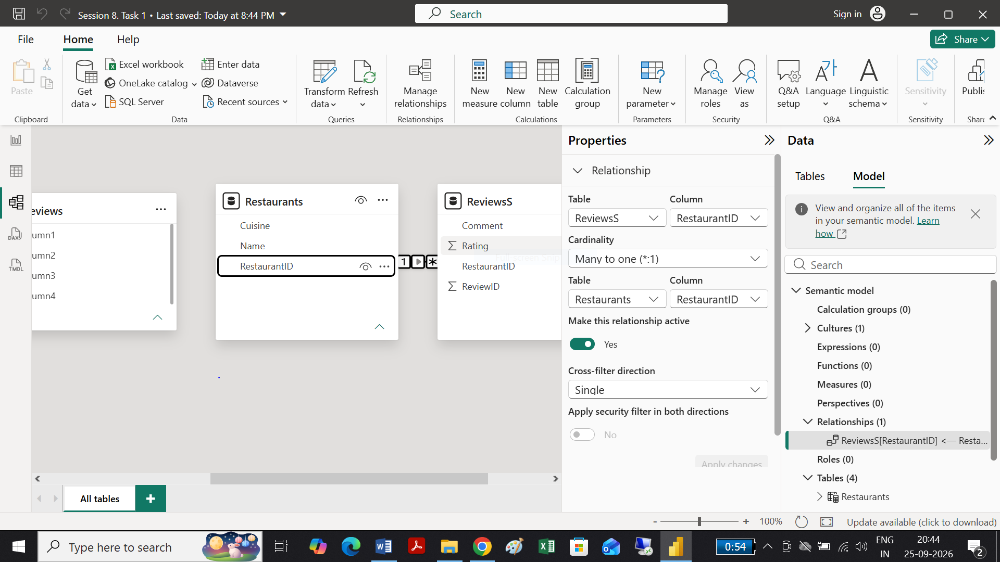 Session 8. Task 1 • Last saved: Today at 8:44 PM
Search
Sign in
File
Home
Help
Share
Paste
Clipboard
Get data
Excel workbook
OneLake catalog
SQL Server
Enter data
Dataverse
Recent sources
Data
Transform data
Refresh
Queries
Manage relationships
Relationships
New measure
New column
New table
Calculation group
Calculations
New parameter
Parameters
Manage roles
View as
Security
Q&A setup
Language
Linguistic schema
Q&A
Sensitivity
Sensitivity
Publis
Share
DAX
TMDL
eviews
umn1
umn2
umn3
umn4
Restaurants
Cuisine
Name
RestaurantID
1
*
ReviewsS
Comment
Rating
RestaurantID
ReviewID
Full-screen Snip
Properties
Relationship
Table
Column
ReviewsS
RestaurantID
Cardinality
Many to one (*:1)
Table
Column
Restaurants
RestaurantID
Make this relationship active
Yes
Cross-filter direction
Single
Apply security filter in both directions
No
Apply changes
Data
Tables
Model
View and organize all of the items
in your semantic model. Learn
how
Search
Semantic model
Calculation groups (0)
Cultures (1)
Expressions (0)
Functions (0)
Measures (0)
Perspectives (0)
Relationships (1)
ReviewsS[RestaurantID] <— Resta...
Roles (0)
Tables (4)
Restaurants
All tables
- + 100%
Update available (click to download)
Type here to search
0:54
ENG
IN
20:44
25-09-2026
2